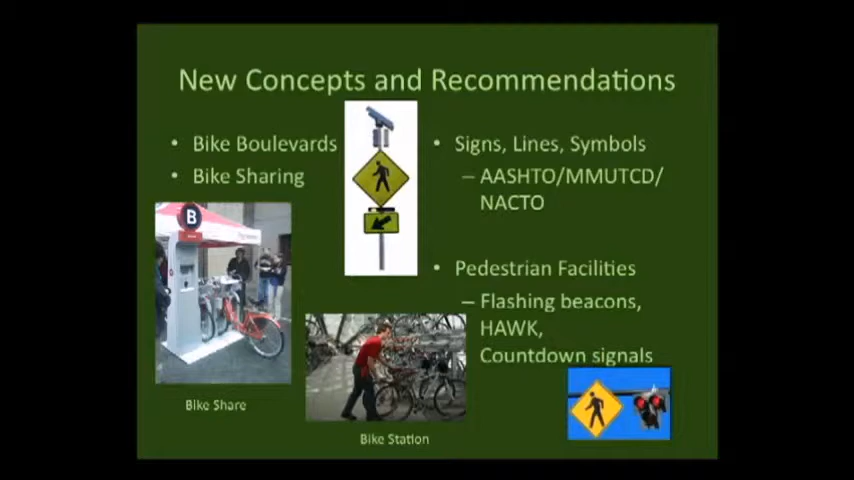 New Concepts and Recommendations
• Bike Boulevards
• Bike Sharing
• Signs, Lines, Symbols
– AASHTO/MMUTCD/
NACTO
• Pedestrian Facilities
– Flashing beacons,
HAWK,
Countdown signals
B
Bike Share
Bike Station